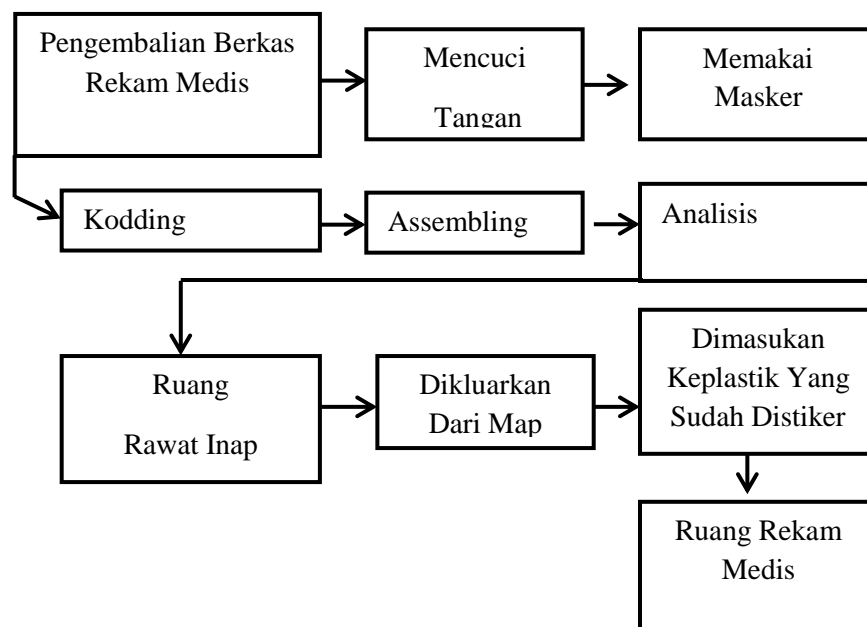 Pengembalian Berkas
Rekam Medis
Mencuci
Tangan
Memakai
Masker
Kodding
Assembling
Analisis
Ruang
Rawat Inap
Dikluarkan
Dari Map
Dimasukan
Keplastik Yang
Sudah Distiker
Ruang Rekam
Medis